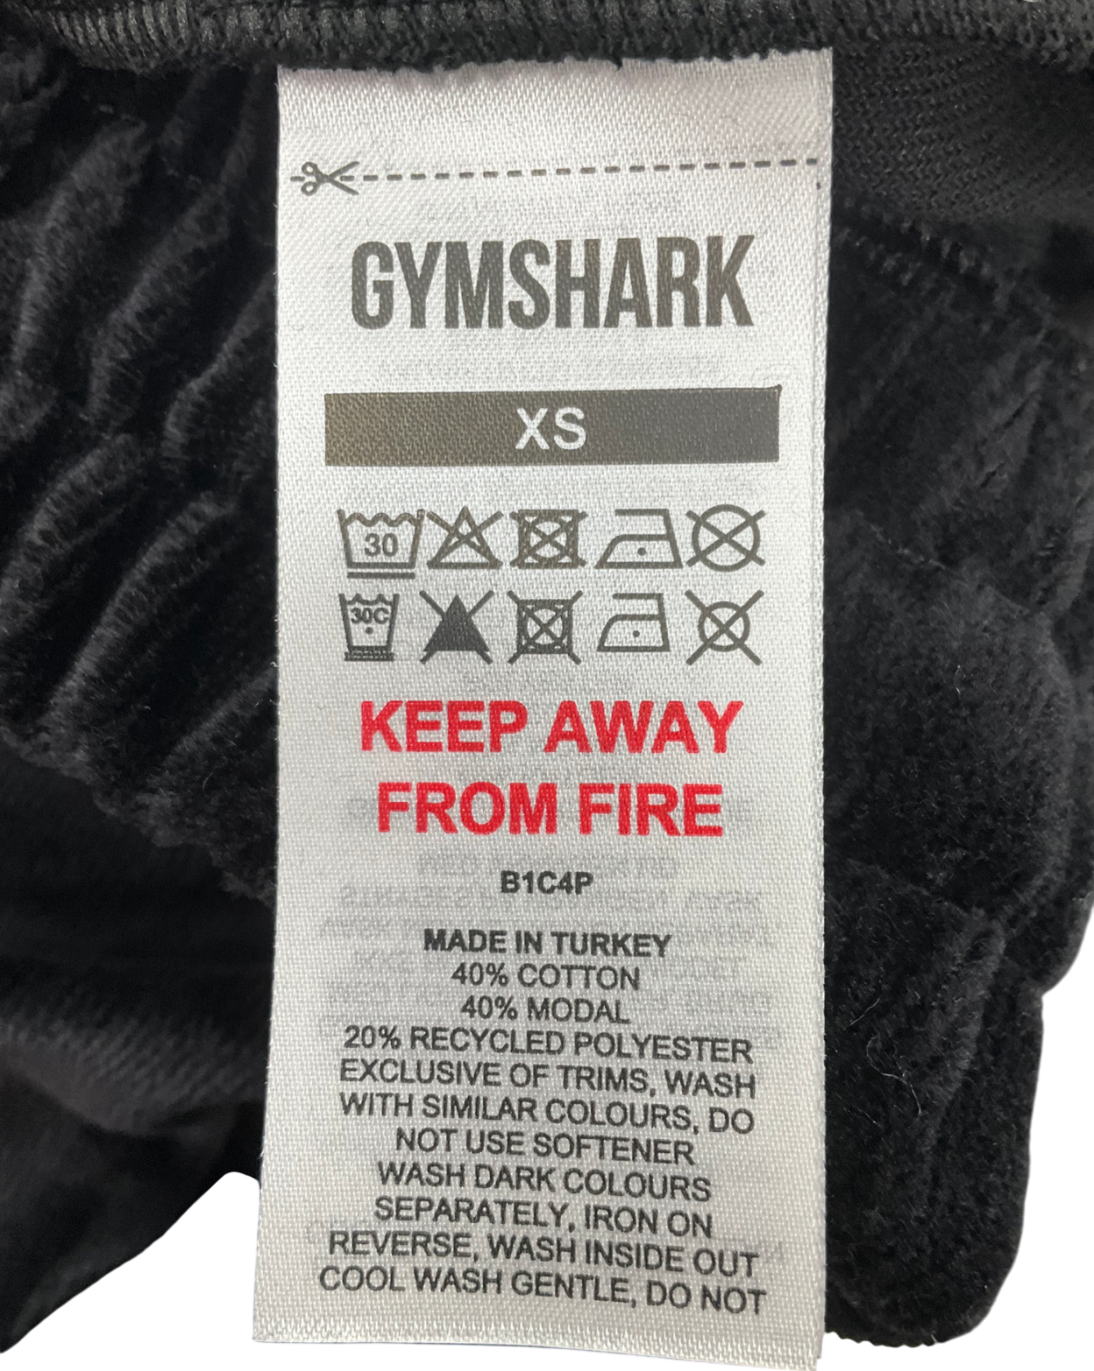 GYMSHARK
XS
30
30C
KEEP AWAY
FROM FIRE
B1C4P
MADE IN TURKEY
40% COTTON
40% MODAL
20% RECYCLED POLYESTER
EXCLUSIVE OF TRIMS, WASH
WITH SIMILAR COLOURS, DO
NOT USE SOFTENER
WASH DARK COLOURS
SEPARATELY, IRON ON
REVERSE, WASH INSIDE OUT
COOL WASH GENTLE, DO NOT